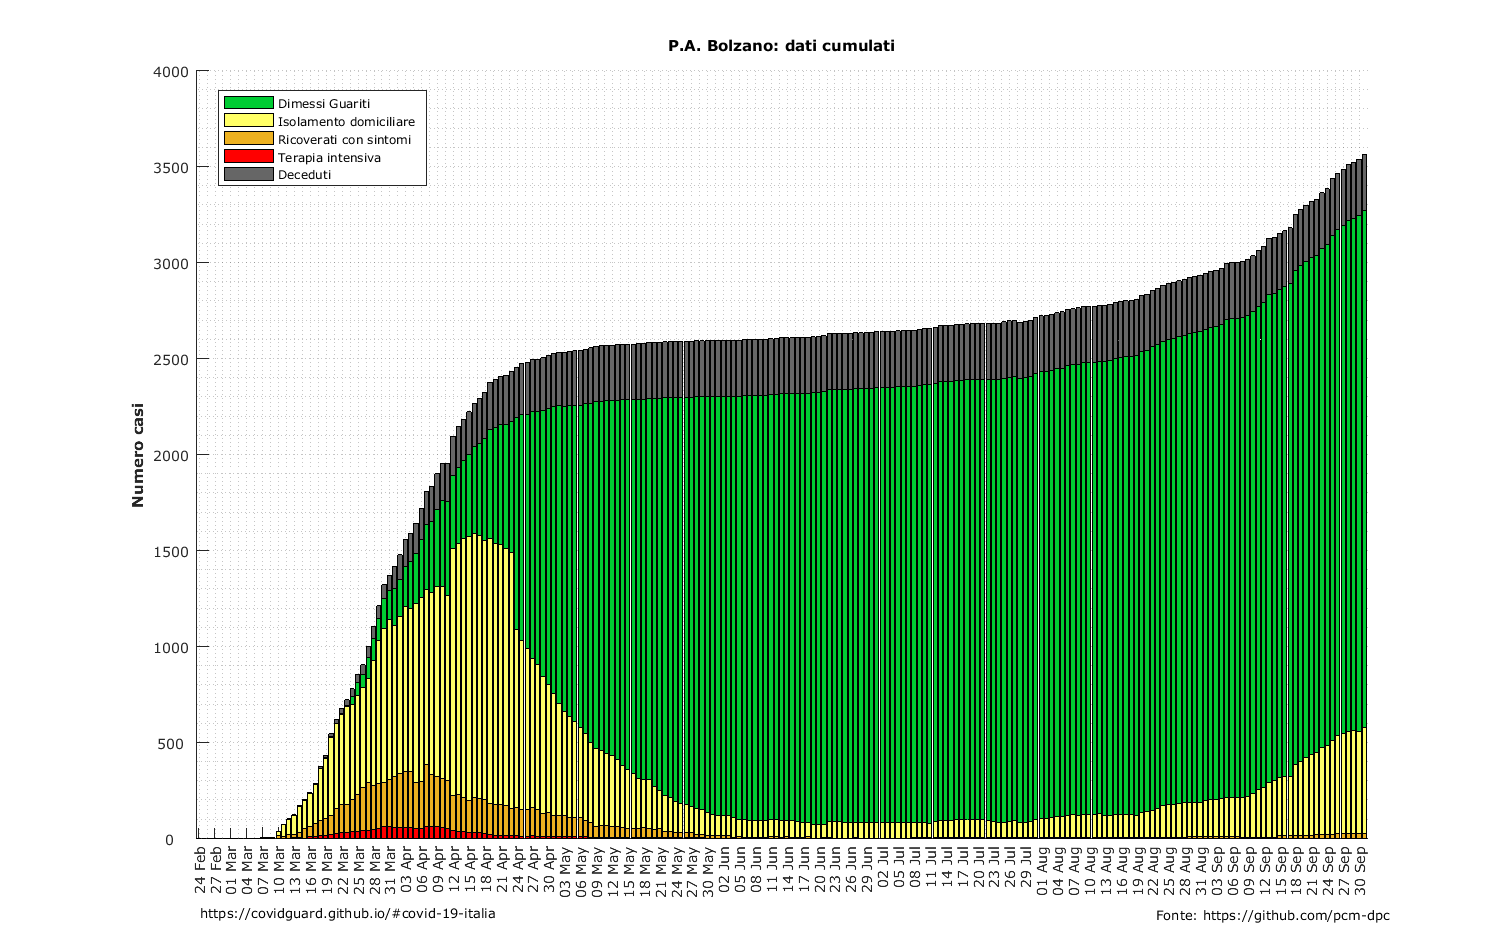 P.A. Bolzano: dati cumulati
4000
3500
3000
2500
2000
1500
1000
500
0
Numero casi
Dimessi Guariti
Isolamento domiciliare
Ricoverati con sintomi
Terapia intensiva
Deceduti
24 Feb
27 Feb
01 Mar
04 Mar
07 Mar
10 Mar
13 Mar
16 Mar
19 Mar
22 Mar
25 Mar
28 Mar
31 Mar
03 Apr
06 Apr
09 Apr
12 Apr
15 Apr
18 Apr
21 Apr
24 Apr
27 Apr
30 Apr
03 May
06 May
09 May
12 May
15 May
18 May
21 May
24 May
27 May
30 May
02 Jun
05 Jun
08 Jun
11 Jun
14 Jun
17 Jun
20 Jun
23 Jun
26 Jun
29 Jun
02 Jul
05 Jul
08 Jul
11 Jul
14 Jul
17 Jul
20 Jul
23 Jul
26 Jul
29 Jul
01 Aug
04 Aug
07 Aug
10 Aug
13 Aug
16 Aug
19 Aug
22 Aug
25 Aug
28 Aug
31 Aug
03 Sep
06 Sep
09 Sep
12 Sep
15 Sep
18 Sep
21 Sep
24 Sep
27 Sep
30 Sep
https://covidguard.github.io/#covid-19-italia
Fonte: https://github.com/pcm-dpc